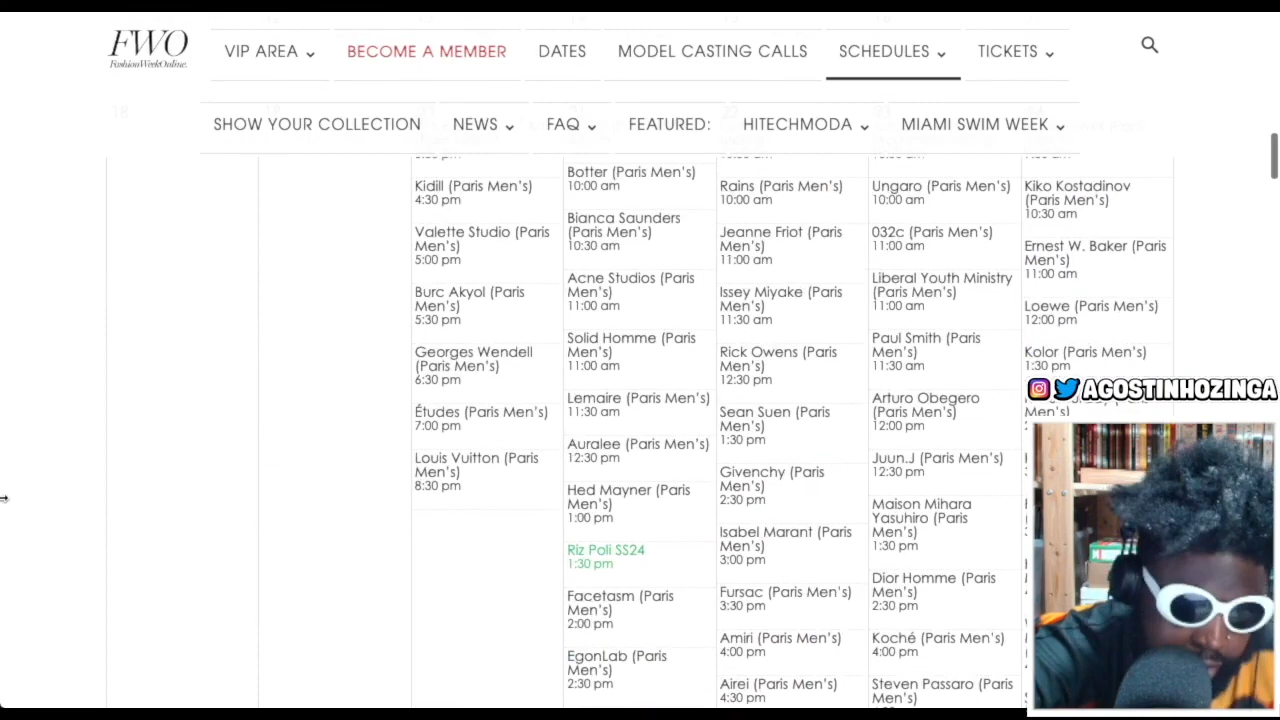 FWO
FashionWeekOnline.
VIP AREA
BECOME A MEMBER
DATES
MODEL CASTING CALLS
SCHEDULES
TICKETS
SHOW YOUR COLLECTION
NEWS
FAQ
FEATURED:
HITECHMODA
MIAMI SWIM WEEK
18
Kidill (Paris Men's)
4:30 pm
Valette Studio (Paris
Men's)
5:00 pm
Burc Akyol (Paris
Men's)
5:30 pm
Georges Wendell
(Paris Men's)
6:30 pm
Études (Paris Men's)
7:00 pm
Louis Vuitton (Paris
Men's)
8:30 pm
Botter (Paris Men's)
10:00 am
Bianca Saunders
(Paris Men's)
10:30 am
Acne Studios (Paris
Men's)
11:00 am
Solid Homme (Paris
Men's)
11:00 am
Lemaire (Paris Men's)
11:30 am
Auralee (Paris Men's)
12:30 pm
Hed Mayner (Paris
Men's)
1:00 pm
Riz Poli SS24
1:30 pm
Facetasm (Paris
Men's)
2:00 pm
EgonLab (Paris
Men's)
2:30 pm
Rains (Paris Men's)
10:00 am
Jeanne Friot (Paris
Men's)
11:00 am
Issey Miyake (Paris
Men's)
11:30 am
Rick Owens (Paris
Men's)
12:30 pm
Sean Suen (Paris
Men's)
1:30 pm
Givenchy (Paris
Men's)
2:30 pm
Isabel Marant (Paris
Men's)
3:00 pm
Fursac (Paris Men's)
3:30 pm
Amiri (Paris Men's)
4:00 pm
Airei (Paris Men's)
4:30 pm
Ungaro (Paris Men's)
10:00 am
032c (Paris Men's)
11:00 am
Liberal Youth Ministry
(Paris Men's)
11:00 am
Paul Smith (Paris
Men's)
11:30 am
Arturo Obegero
(Paris Men's)
12:00 pm
Juun.J (Paris Men's)
12:30 pm
Maison Mihara
Yasuhiro (Paris
Men's)
1:30 pm
Dior Homme (Paris
Men's)
2:30 pm
Koché (Paris Men's)
4:00 pm
Steven Passaro (Paris
Men's)
Kiko Kostadinov
(Paris Men's)
10:30 am
Ernest W. Baker (Paris
Men's)
11:00 am
Loewe (Paris Men's)
12:00 pm
Kolor (Paris Men's)
1:30 pm
Men's)
AGOSTINHOZINGA